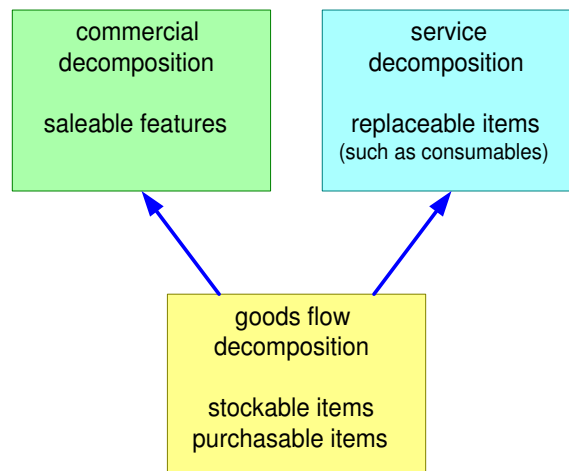 commercial
decomposition
saleable features
service
decomposition
replaceable items
(such as consumables)
goods flow
decomposition
stockable items
purchasable items